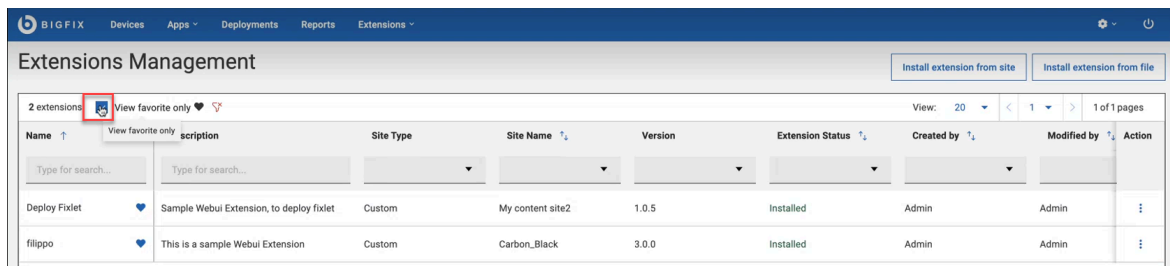 BIGFIX Devices Apps Deployments Reports Extensions
Extensions Management
Install extension from site Install extension from file
2 extensions View favorite only View: 20 1 1 of 1 pages
View favorite only
Name scription Site Type Site Name Version Extension Status Created by Modified by Action
Type for search... Type for search...
Deploy Fixlet Sample Webui Extension, to deploy fixlet Custom My content site2 1.0.5 Installed Admin Admin
filippo This is a sample Webui Extension Custom Carbon_Black 3.0.0 Installed Admin Admin